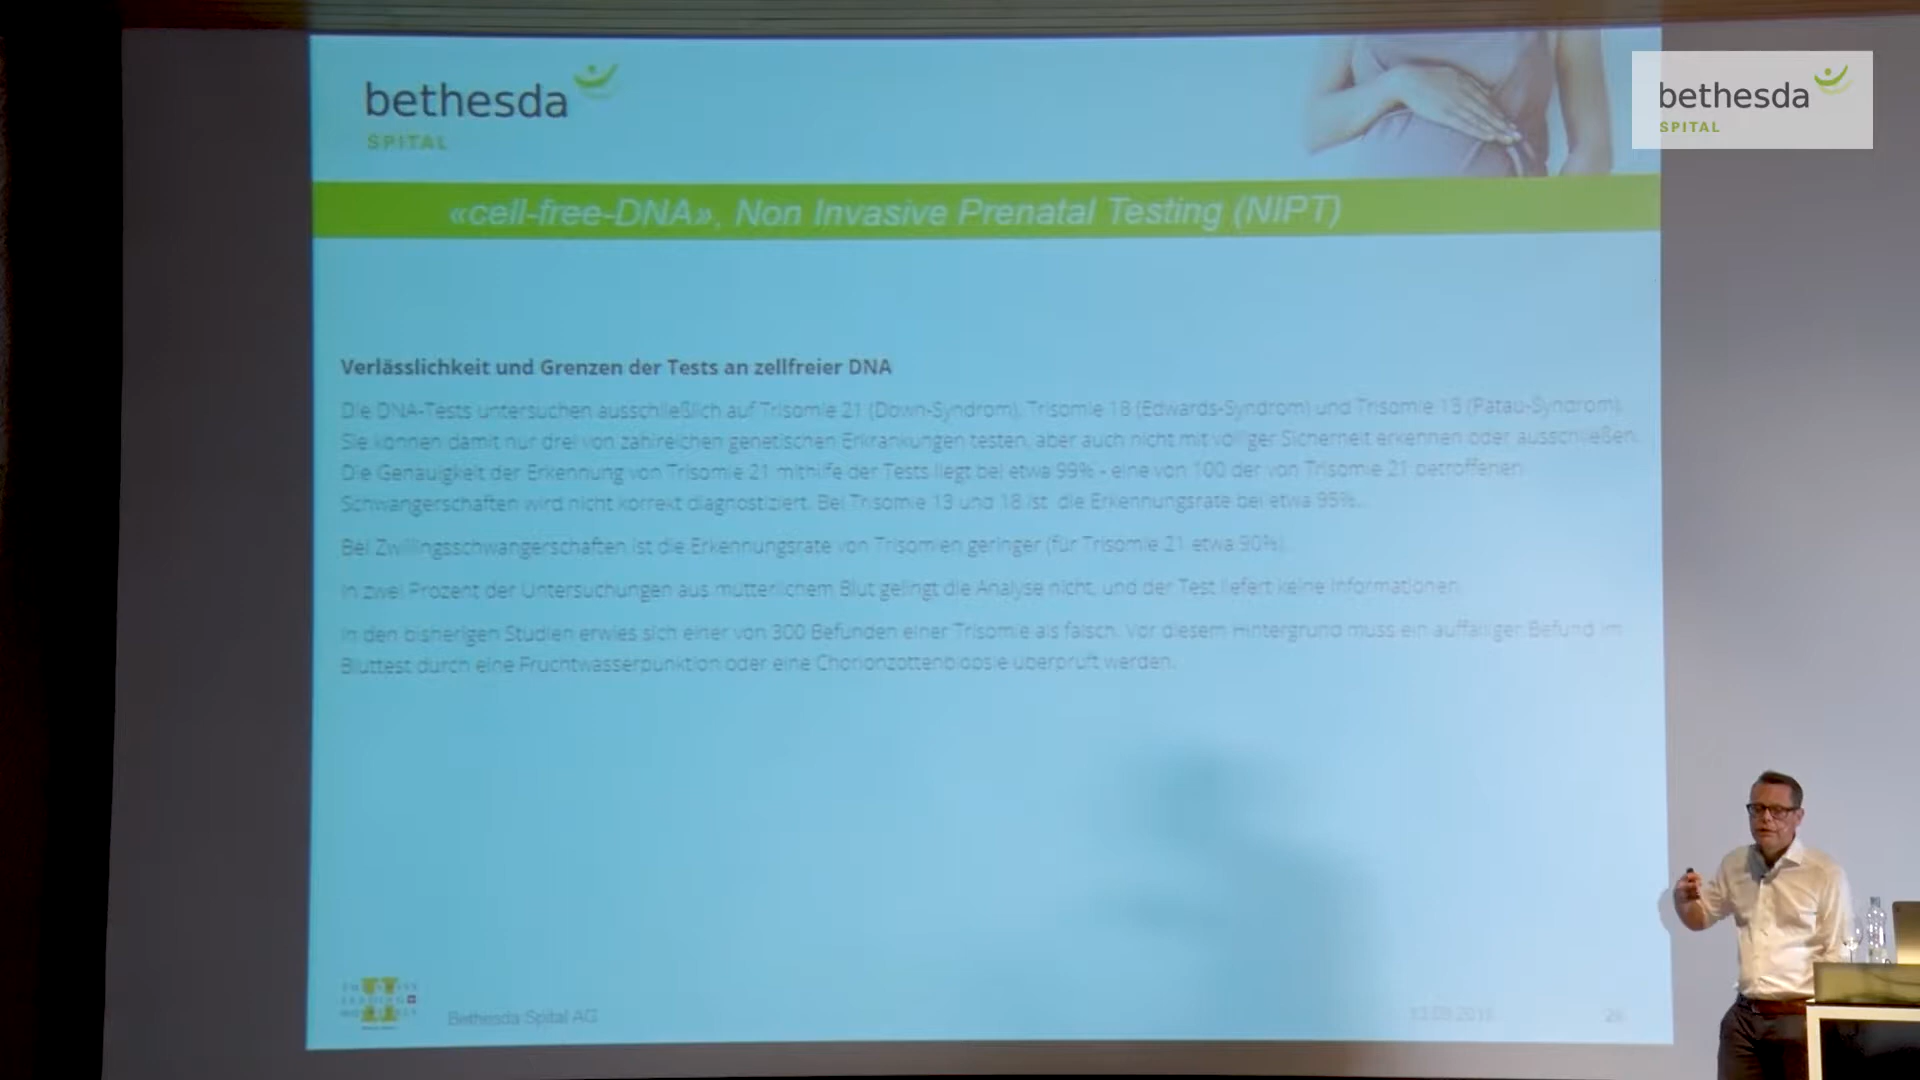 bethesda
SPITAL
bethesda
SPITAL
«cell-free-DNA», Non Invasive Prenatal Testing (NIPT)
Verlässlichkeit und Grenzen der Tests an zellfreier DNA
Die DNA-Tests untersuchen ausschließlich auf Trisomie 21 (Down-Syndrom), Trisomie 18 (Edwards-Syndrom) und Trisomie 13 (Patau-Syndrom).
Sie können damit nur drei von zahlreichen genetischen Erkrankungen testen, aber auch nicht mit völliger Sicherheit erkennen oder ausschließen.
Die Genauigkeit der Erkennung von Trisomie 21 mithilfe der Tests liegt bei etwa 99% - eine von 100 der von Trisomie 21 betroffenen
Schwangerschaften wird nicht korrekt diagnostiziert. Bei Trisomie 13 und 18 ist die Erkennungsrate bei etwa 95%.
Bei Zwillingsschwangerschaften ist die Erkennungsrate von Trisomien geringer (für Trisomie 21 etwa 90%).
In zwei Prozent der Untersuchungen aus mütterlichem Blut gelingt die Analyse nicht, und der Test liefert keine Informationen.
In den bisherigen Studien erwies sich einer von 300 Befunden einer Trisomie als falsch. Vor diesem Hintergrund muss ein auffälliger Befund im
Bluttest durch eine Fruchtwasserpunktion oder eine Chorionzottenbiopsie überprüft werden.
Bethesda Spital AG